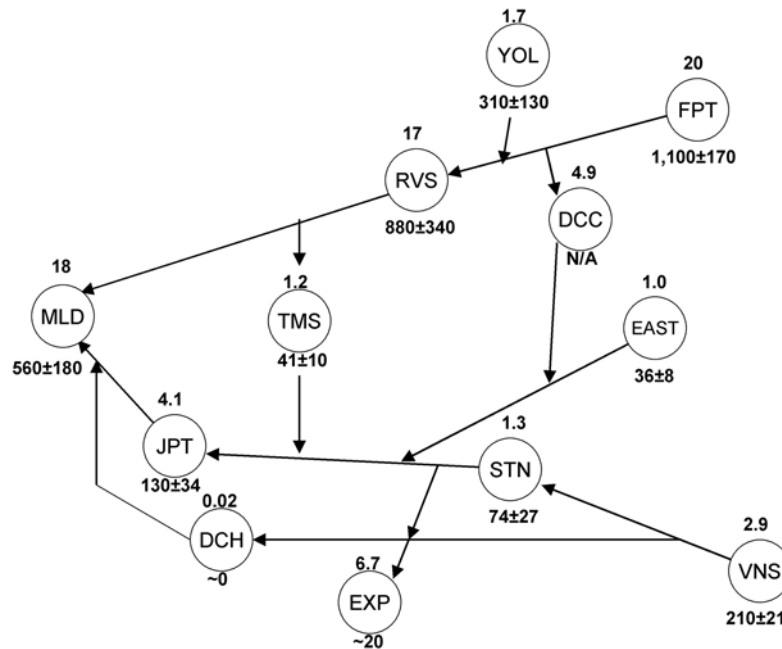 1.7
YOL
310±130
20
FPT
1,100±170
17
RVS
880±340
4.9
DCC
N/A
18
MLD
560±180
1.2
TMS
41±10
1.0
EAST
36±8
4.1
JPT
130±34
1.3
STN
74±27
0.02
DCH
~0
6.7
EXP
~20
2.9
VNS
210±21